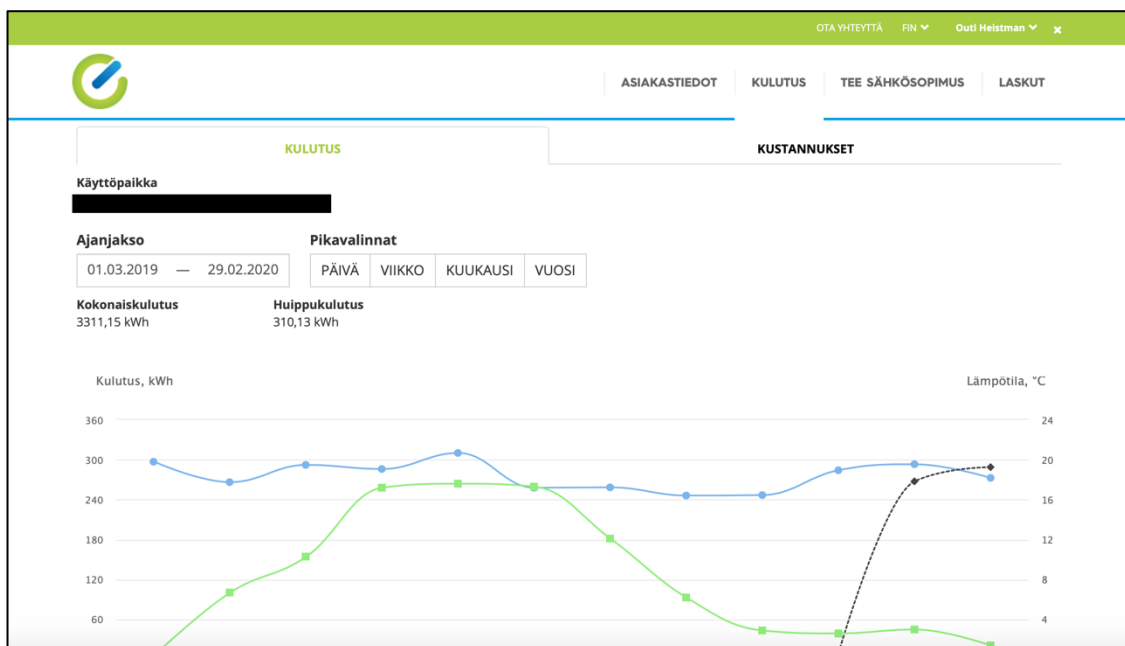 OTA YHTEYTTÄ FIN Outi Heistman
ASIAKASTIEDOT KULUTUS TEE SÄHKÖSOPIMUS LASKUT
KULUTUS KUSTANNUKSET
Käyttöpaikka
Ajanjakso Pikavalinnat
01.03.2019 — 29.02.2020 PÄIVÄ VIIKKO KUUKAUSI VUOSI
Kokonaiskulutus Huippukulutus
3311,15 kWh 310,13 kWh
Kulutus, kWh Lämpötila, °C
360 24
300 20
240 16
180 12
120 8
60 4